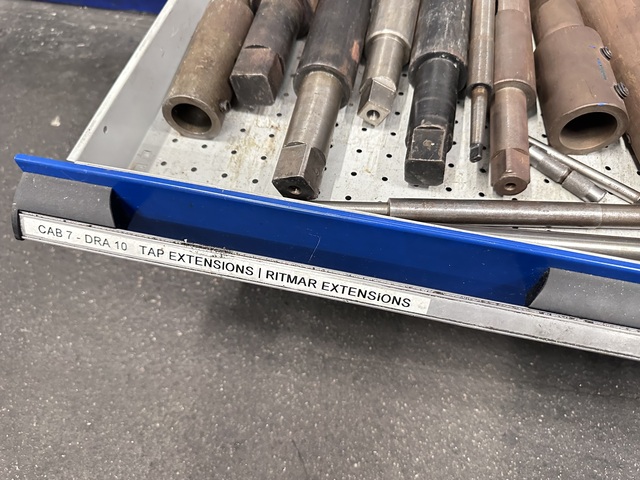 CAB 7 - DRA 10 TAP EXTENSIONS | RITMAR EXTENSIONS